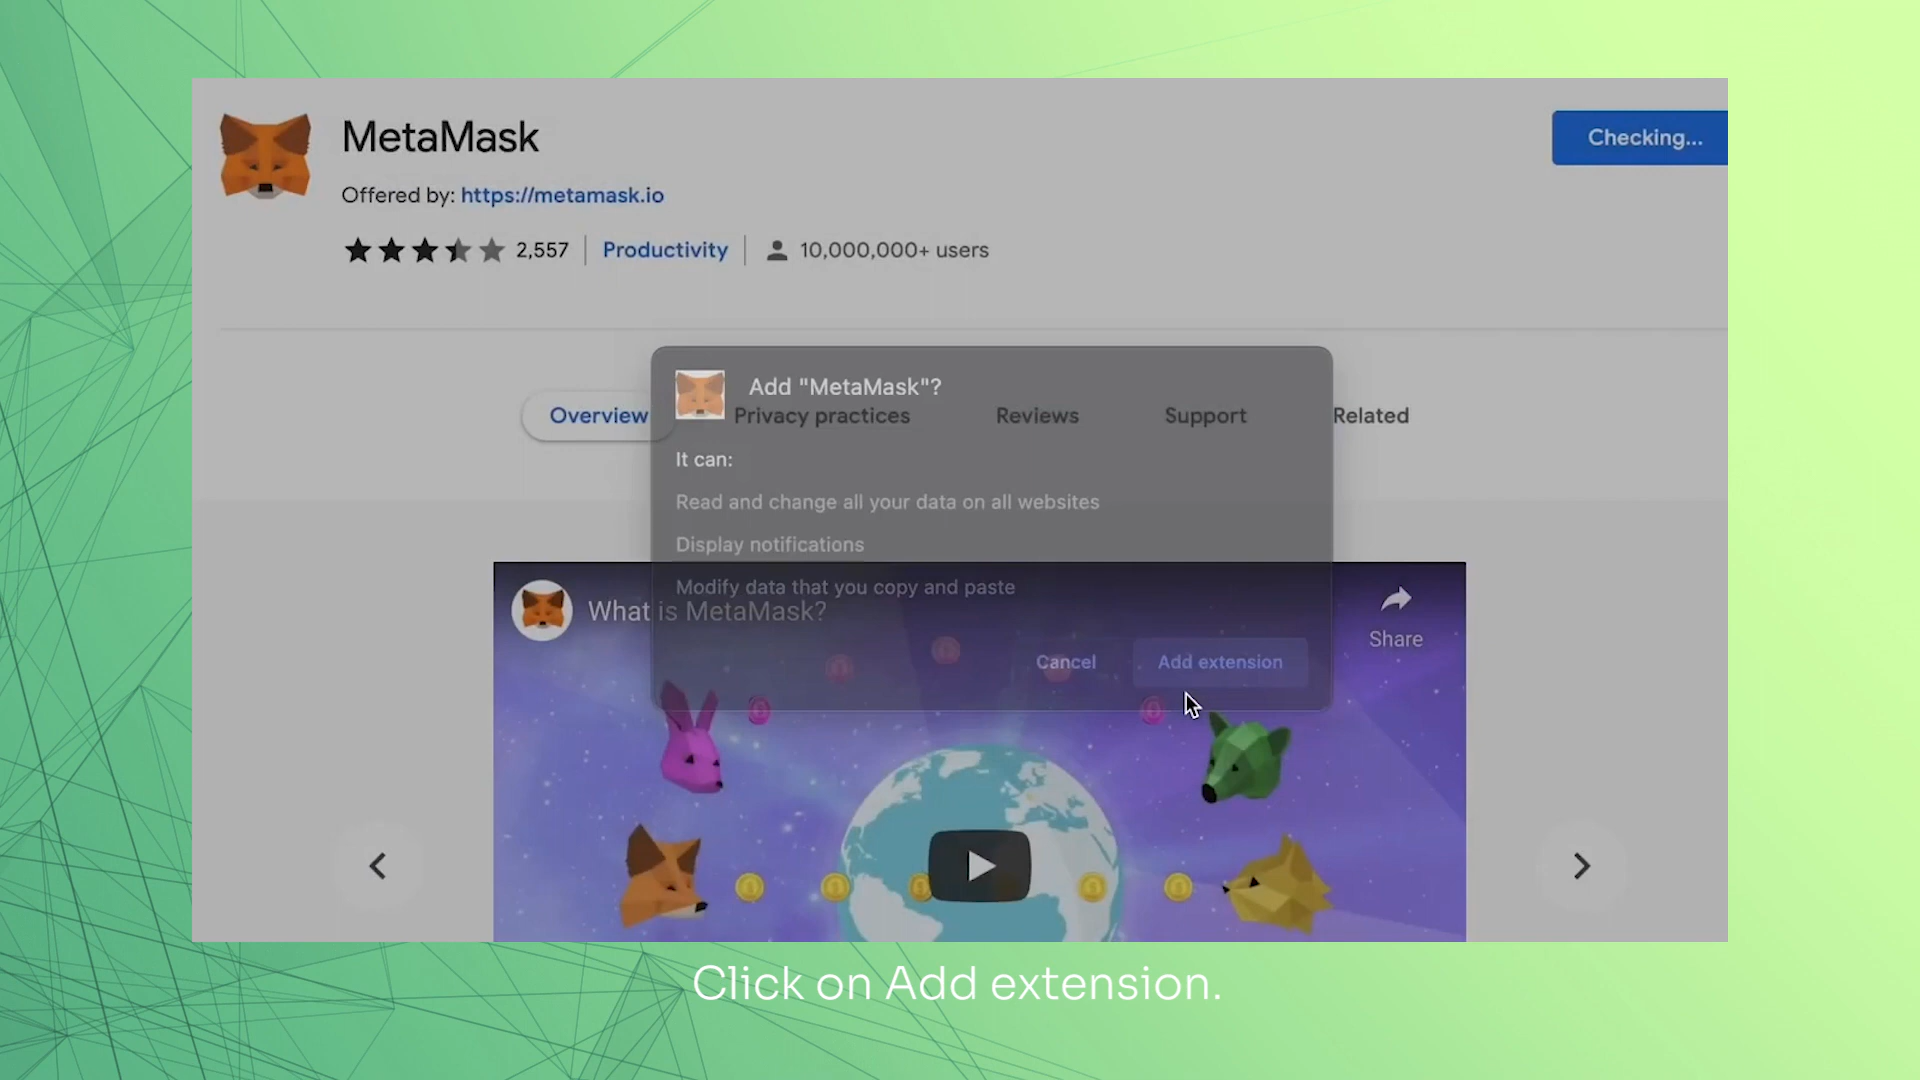 MetaMask
Checking...
Offered by: https://metamask.io
2,557 Productivity 10,000,000+ users
Add "MetaMask"?
Overview Privacy practices Reviews Support Related
It can:
Read and change all your data on all websites
Display notifications
Modify data that you copy and paste
What is MetaMask?
Share
Cancel Add extension
Click on Add extension.